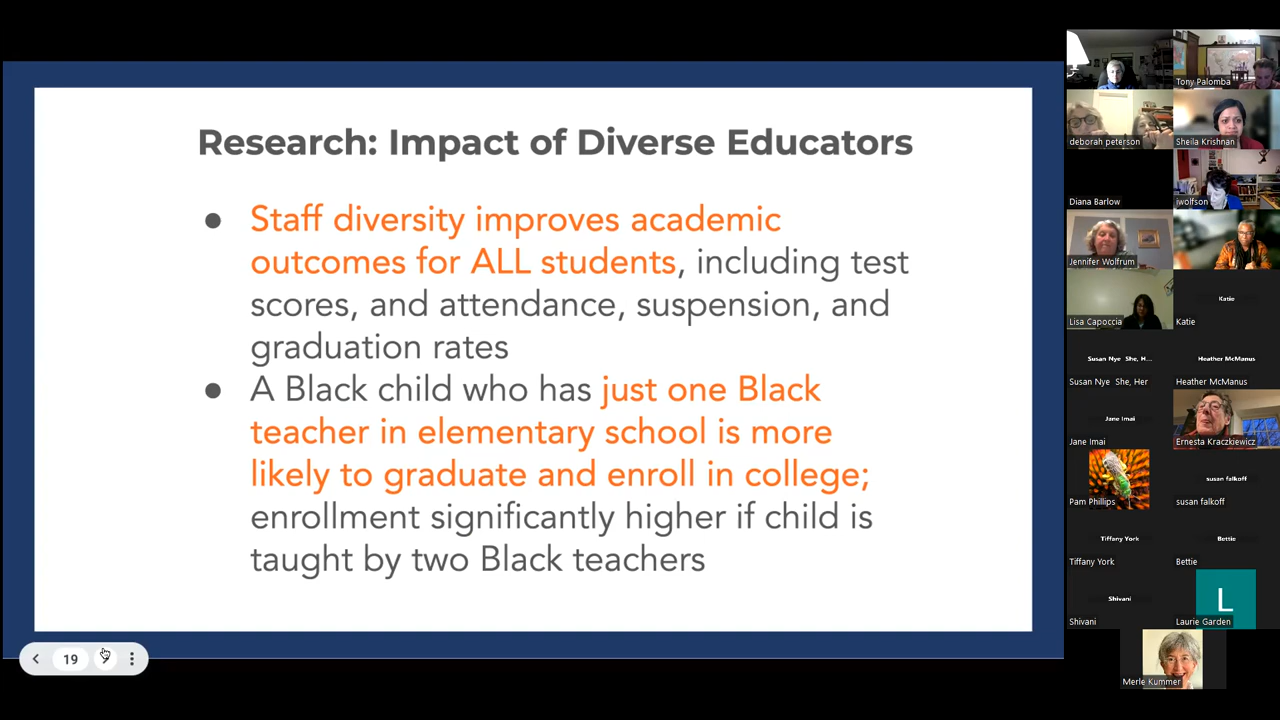 Research: Impact of Diverse Educators
● Staff diversity improves academic
outcomes for ALL students, including test
scores, and attendance, suspension, and
graduation rates
● A Black child who has just one Black
teacher in elementary school is more
likely to graduate and enroll in college;
enrollment significantly higher if child is
taught by two Black teachers
19
Tony Palomba
deborah peterson
Sheila Krishnan
Diana Barlow
iwolfson
Jennifer Wolfrum
Lisa Capoccia
Katie
Katie
Susan Nye She, H...
Susan Nye She, Her
Heather McManus
Heather McManus
Jane Imai
Jane Imai
Ernesta Kraczkiewicz
Pam Phillips
susan falkoff
susan falkoff
Tiffany York
Tiffany York
Bettie
Bettie
Shivani
Shivani
L
Laurie Garden
Merle Kummer